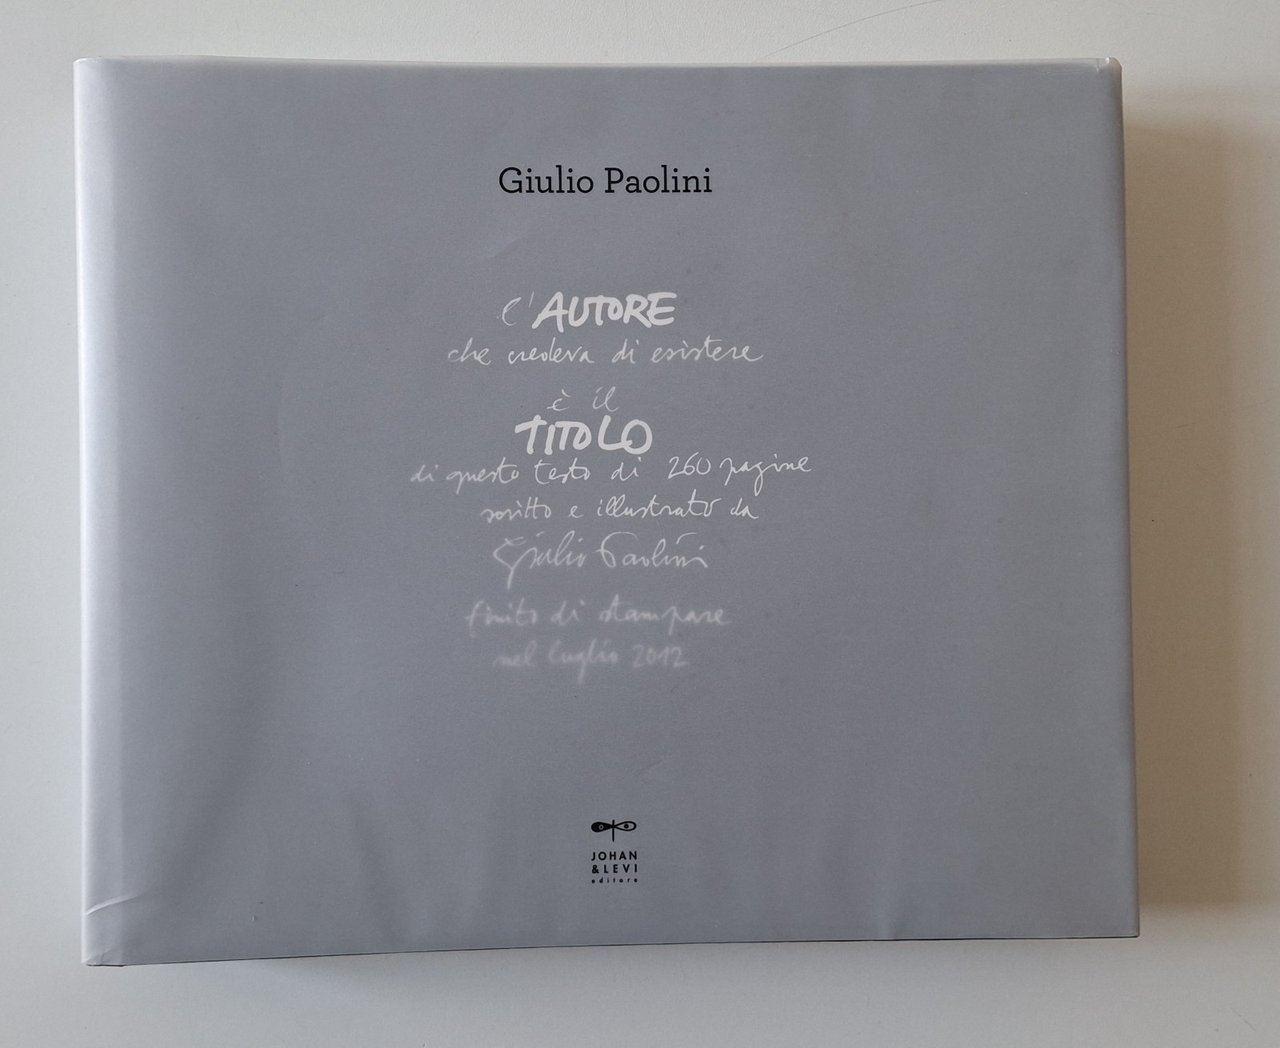 Giulio Paolini
l'AUTORE
che credeva di esistere
è il
TITOLO
di questo testo di 260 pagine
scritto e illustrato da
Giulio Paolini
finito di stampare
nel luglio 2012
JOHAN
& LEVI
editore